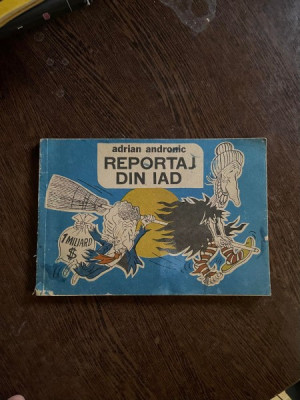 adrian andronic
REPORTAJ
DIN IAD
1 MILIARD
$